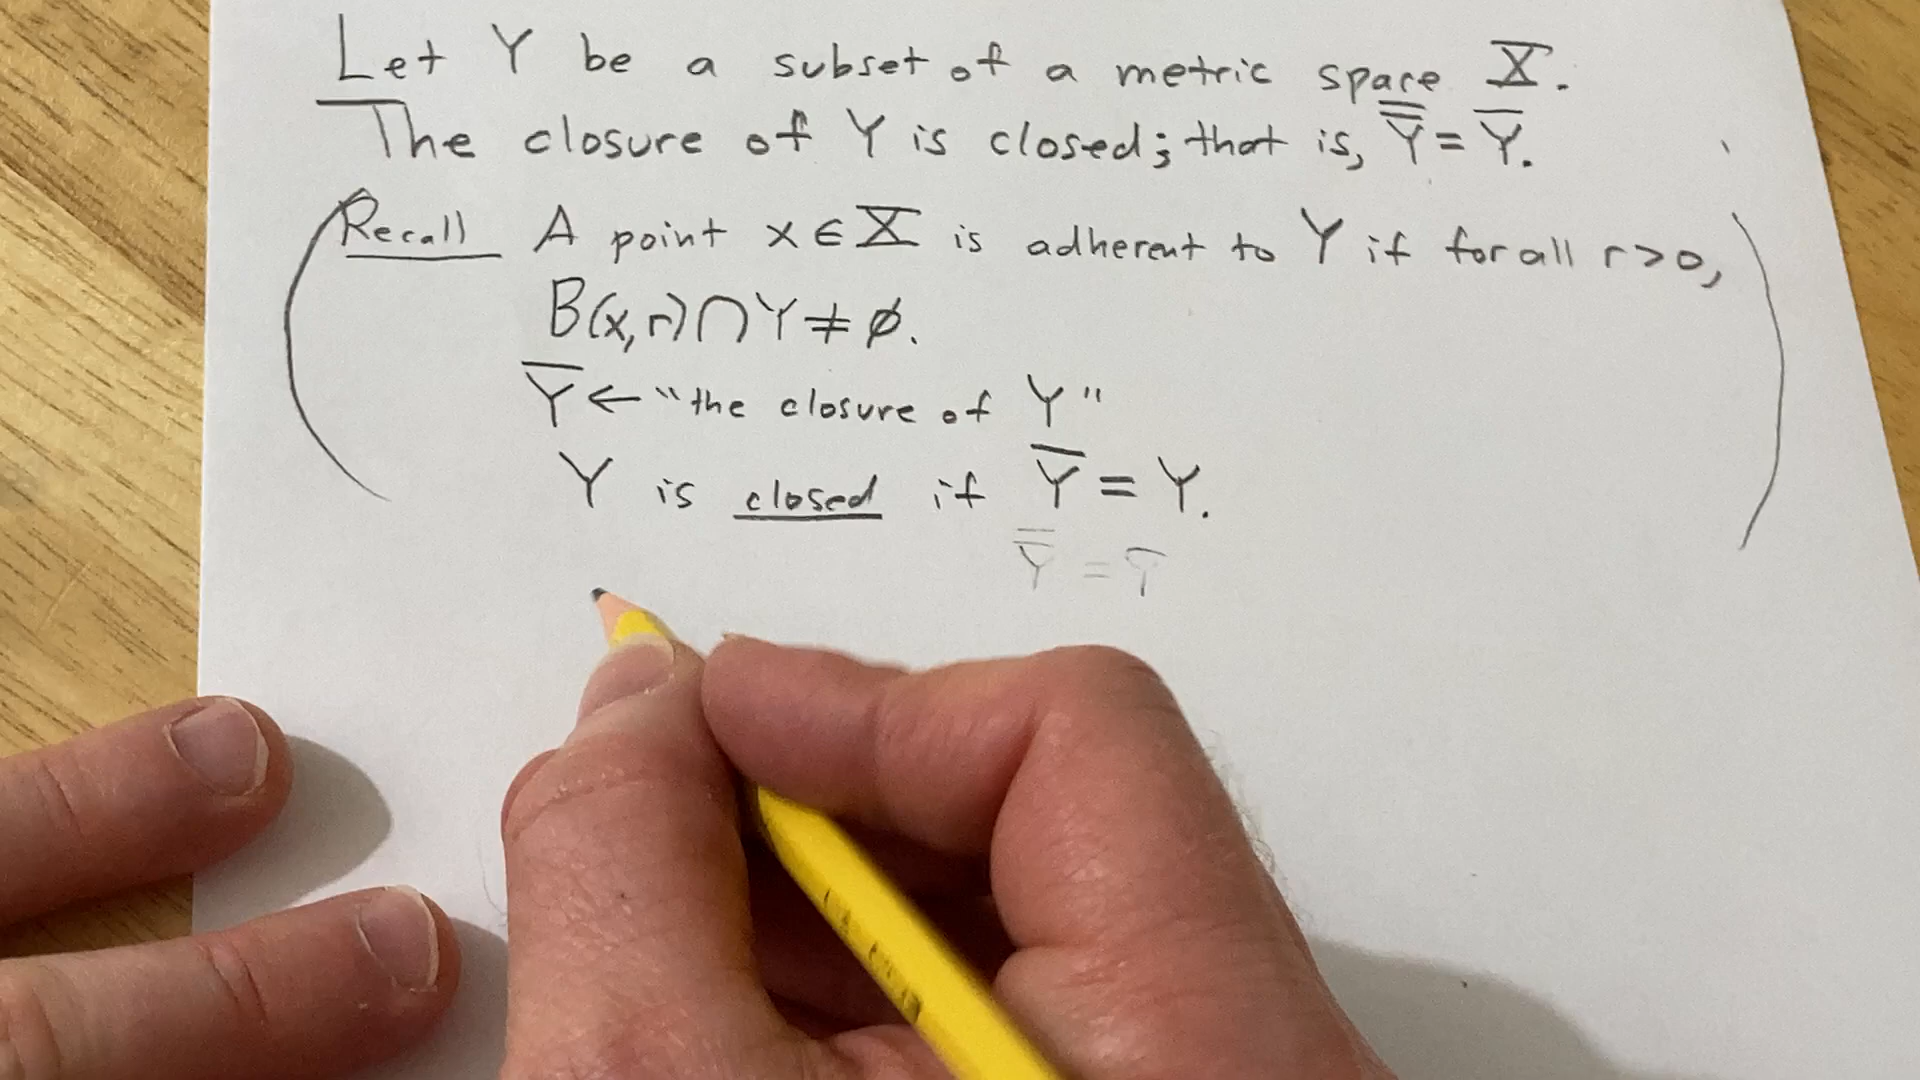 Let Y be a subset of a metric space X.
The closure of Y is closed; that is, Y̿ = Y̅.
Recall A point x ∈ X is adherent to Y if for all r > 0,
B(x, r) ∩ Y ≠ ∅.
Y̅ ← "the closure of Y"
Y is closed if Y̅ = Y.
Y̿ = Y̅